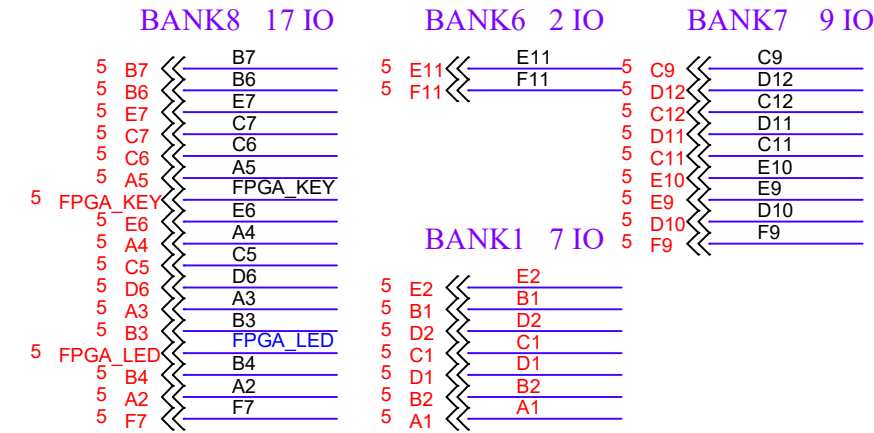 BANK8 17 IO
5 B7 B7
5 B6 B6
5 E7 E7
5 C7 C7
5 C6 C6
5 A5 A5
5 FPGA_KEY FPGA_KEY
5 E6 E6
5 A4 A4
5 C5 C5
5 D6 D6
5 A3 A3
5 B3 B3
5 FPGA_LED FPGA_LED
5 B4 B4
5 A2 A2
5 F7 F7
BANK6 2 IO
5 E11 E11
5 F11 F11
BANK1 7 IO
5 E2 E2
5 B1 B1
5 D2 D2
5 C1 C1
5 D1 D1
5 B2 B2
5 A1 A1
BANK7 9 IO
5 C9 C9
5 D12 D12
5 C12 C12
5 D11 D11
5 C11 C11
5 E10 E10
5 E9 E9
5 D10 D10
5 F9 F9